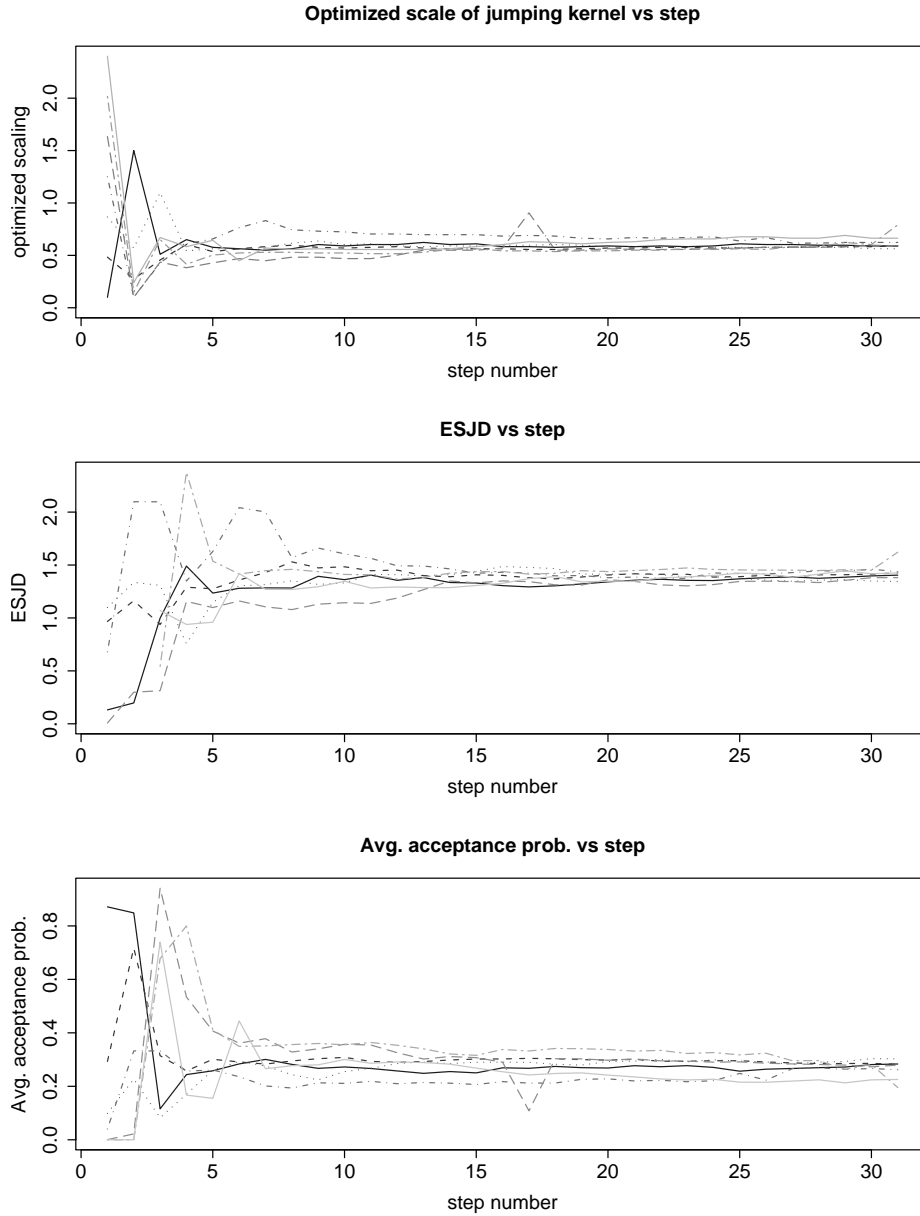 Optimized scale of jumping kernel vs step
optimized scaling
2.0
1.5
1.0
0.5
0.0
0 5 10 15 20 25 30
step number
ESJD vs step
ESJD
2.0
1.5
1.0
0.5
0.0
0 5 10 15 20 25 30
step number
Avg. acceptance prob. vs step
Avg. acceptance prob.
0.8
0.6
0.4
0.2
0.0
0 5 10 15 20 25 30
step number